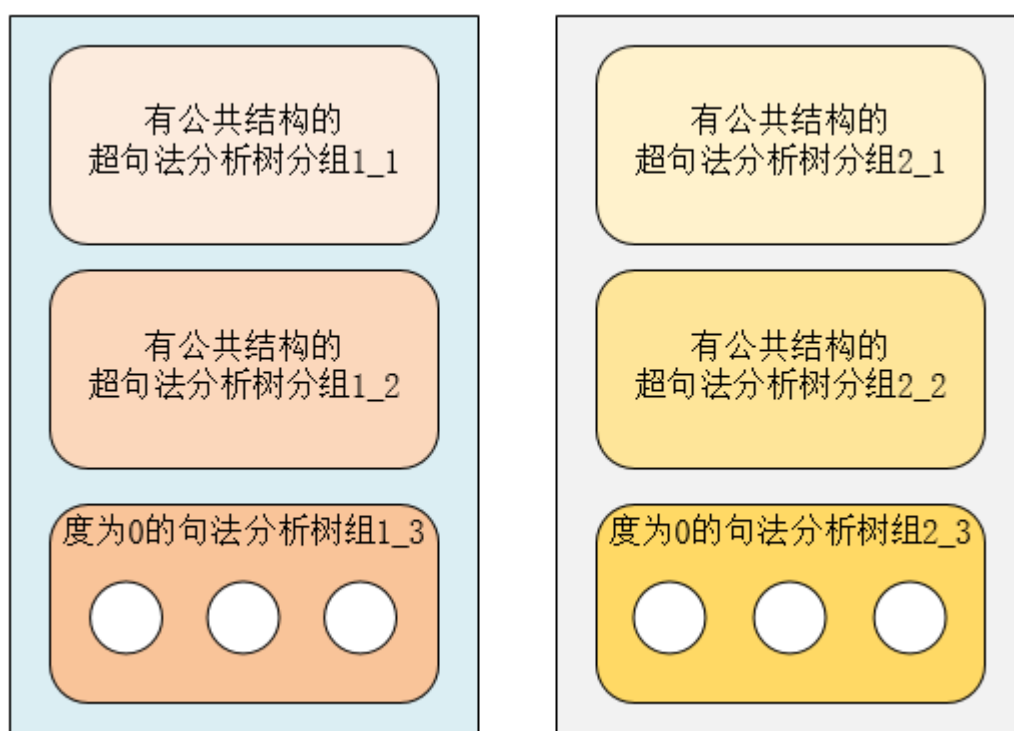 有公共结构的
超句法分析树分组1_1
有公共结构的
超句法分析树分组1_2
度为0的句法分析树组1_3
有公共结构的
超句法分析树分组2_1
有公共结构的
超句法分析树分组2_2
度为0的句法分析树组2_3